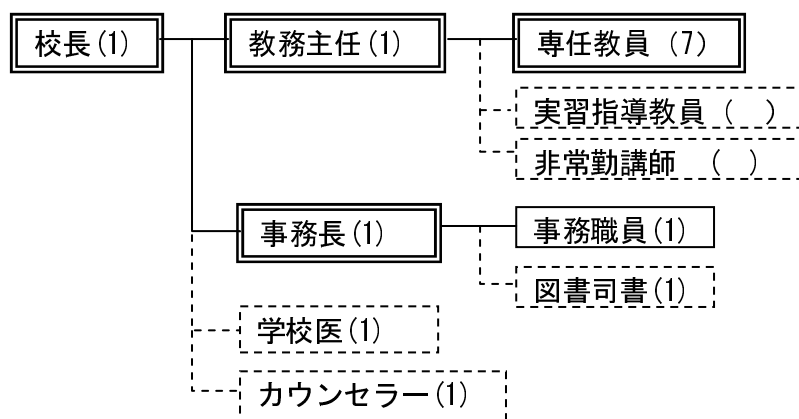 校長(1)
教務主任(1)
専任教員 (7)
実習指導教員 ( )
非常勤講師 ( )
事務長(1)
事務職員(1)
図書司書(1)
学校医(1)
カウンセラー(1)